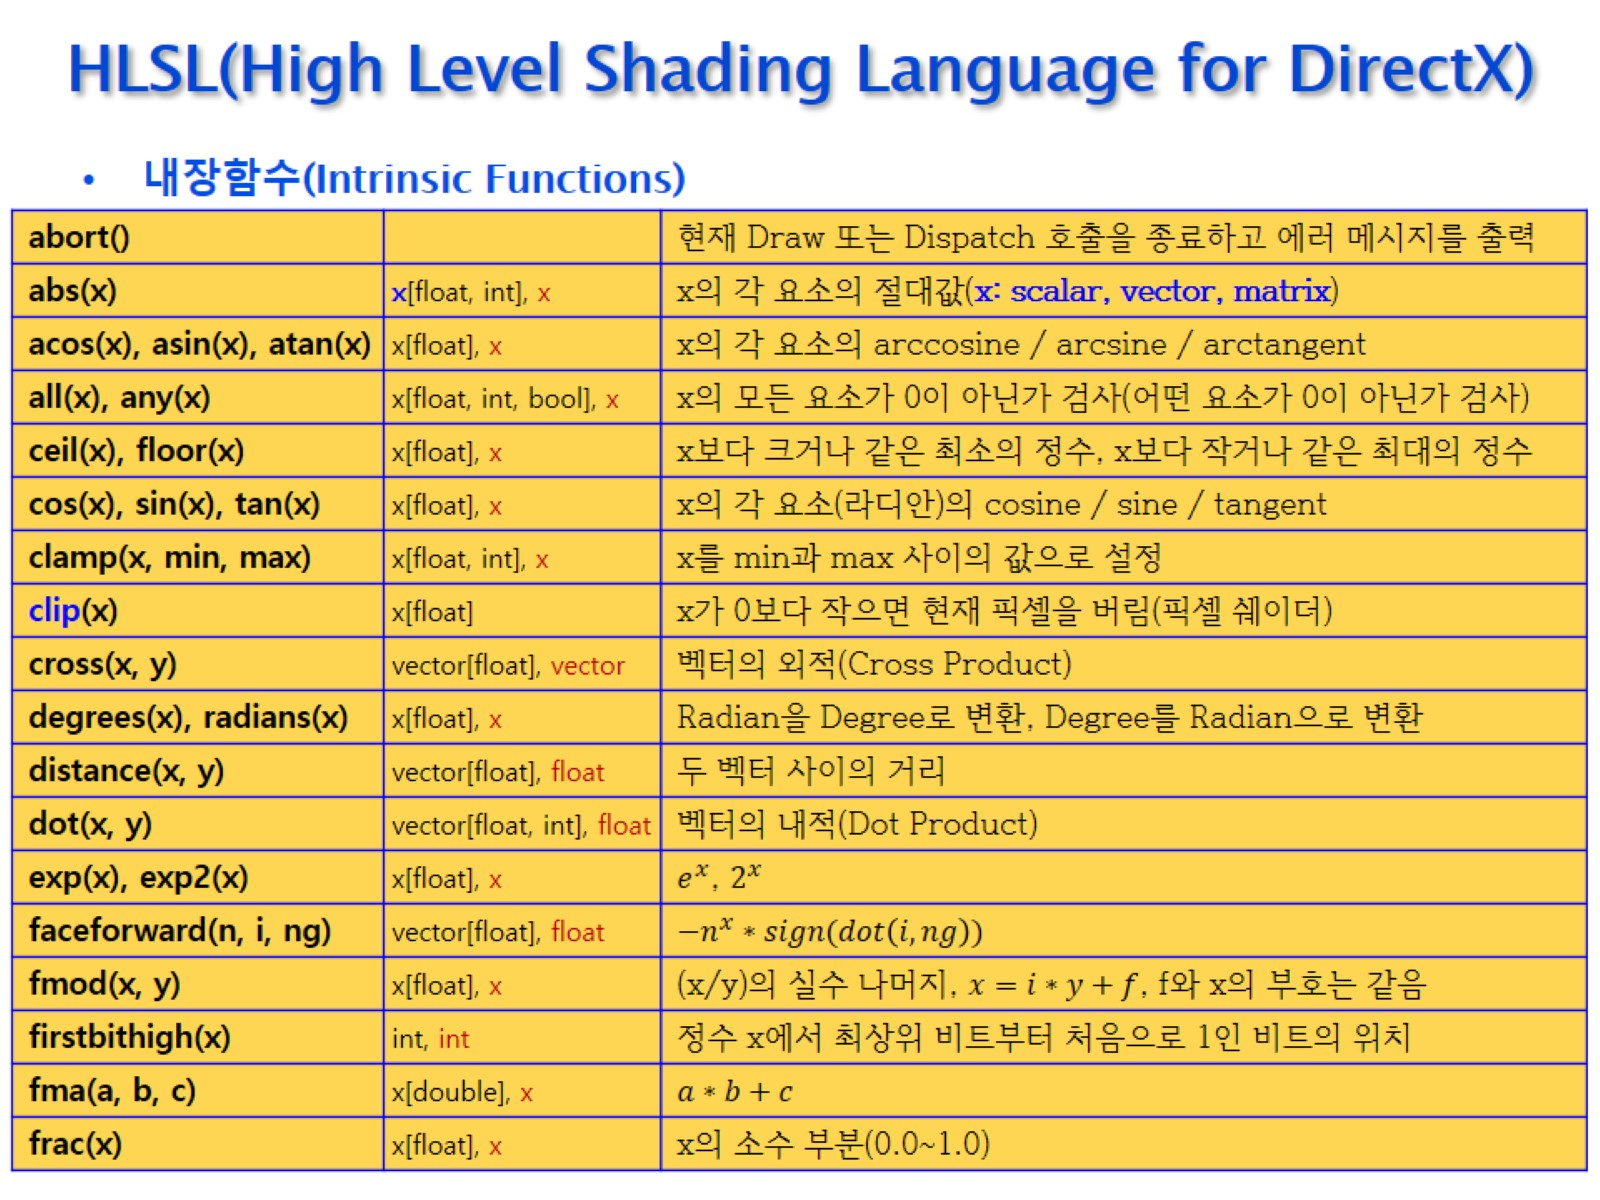 HLSL(High Level Shading Language for DirectX)
• 내장함수(Intrinsic Functions)
abort() 현재 Draw 또는 Dispatch 호출을 종료하고 에러 메시지를 출력
abs(x) x[float, int], x x의 각 요소의 절대값(x: scalar, vector, matrix)
acos(x), asin(x), atan(x) x[float], x x의 각 요소의 arccosine / arcsine / arctangent
all(x), any(x) x[float, int, bool], x x의 모든 요소가 0이 아닌가 검사(어떤 요소가 0이 아닌가 검사)
ceil(x), floor(x) x[float], x x보다 크거나 같은 최소의 정수, x보다 작거나 같은 최대의 정수
cos(x), sin(x), tan(x) x[float], x x의 각 요소(라디안)의 cosine / sine / tangent
clamp(x, min, max) x[float, int], x x를 min과 max 사이의 값으로 설정
clip(x) x[float] x가 0보다 작으면 현재 픽셀을 버림(픽셀 쉐이더)
cross(x, y) vector[float], vector 벡터의 외적(Cross Product)
degrees(x), radians(x) x[float], x Radian을 Degree로 변환, Degree를 Radian으로 변환
distance(x, y) vector[float], float 두 벡터 사이의 거리
dot(x, y) vector[float, int], float 벡터의 내적(Dot Product)
exp(x), exp2(x) x[float], x eˣ, 2ˣ
faceforward(n, i, ng) vector[float], float −nˣ * sign(dot(i, ng))
fmod(x, y) x[float], x (x/y)의 실수 나머지, x = i * y + f, f와 x의 부호는 같음
firstbithigh(x) int, int 정수 x에서 최상위 비트부터 처음으로 1인 비트의 위치
fma(a, b, c) x[double], x a * b + c
frac(x) x[float], x x의 소수 부분(0.0~1.0)